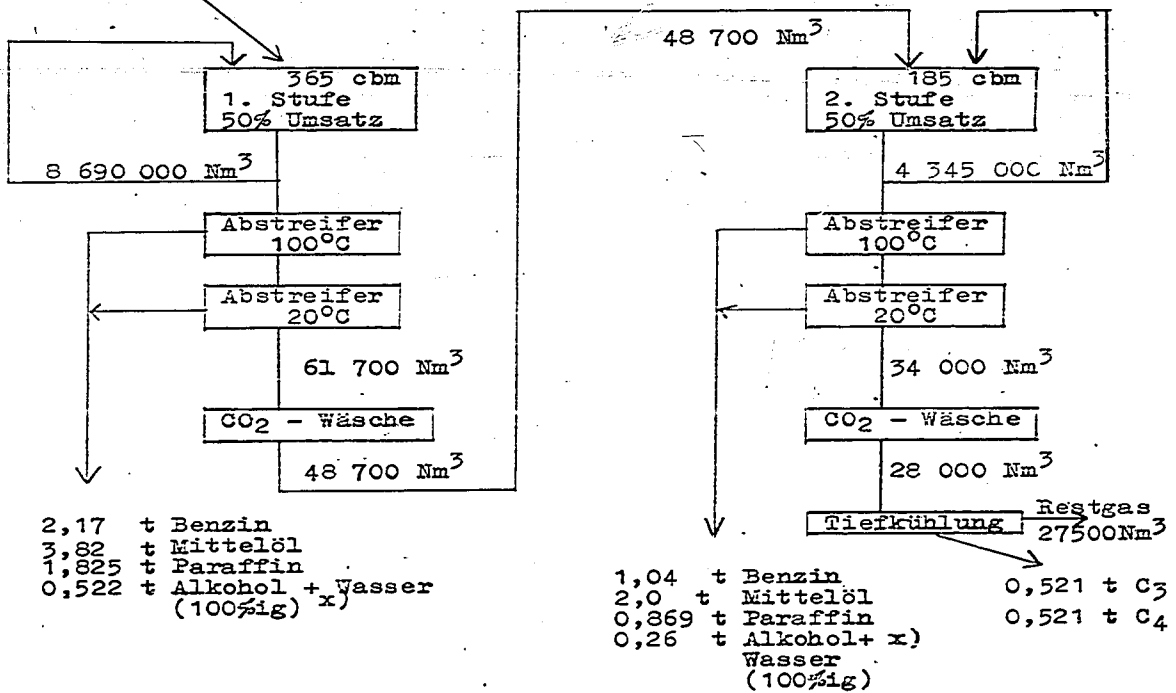 48 700 Nm3
365 cbm
1. Stufe
50% Umsatz
8 690 000 Nm3
Abstreifer
100°C
Abstreifer
20°C
61 700 Nm3
CO2 - Wäsche
48 700 Nm3
2,17 t Benzin
3,82 t Mittelöl
1,825 t Paraffin
0,522 t Alkohol + Wasser
(100%ig) x)
185 cbm
2. Stufe
50% Umsatz
4 345 000 Nm3
Abstreifer
100°C
Abstreifer
20°C
34 000 Nm3
CO2 - Wäsche
28 000 Nm3
Tiefkühlung
Restgas
27500Nm3
1,04 t Benzin
2,0 t Mittelöl
0,869 t Paraffin
0,26 t Alkohol+ x)
Wasser
(100%ig)
0,521 t C3
0,521 t C4